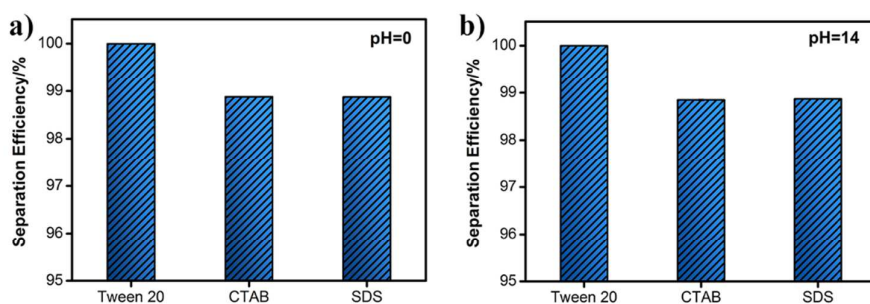 a)
pH=0
Separation Efficiency/%
100
99
98
97
96
95
Tween 20 CTAB SDS
b)
pH=14
Separation Efficiency/%
100
99
98
97
96
95
Tween 20 CTAB SDS